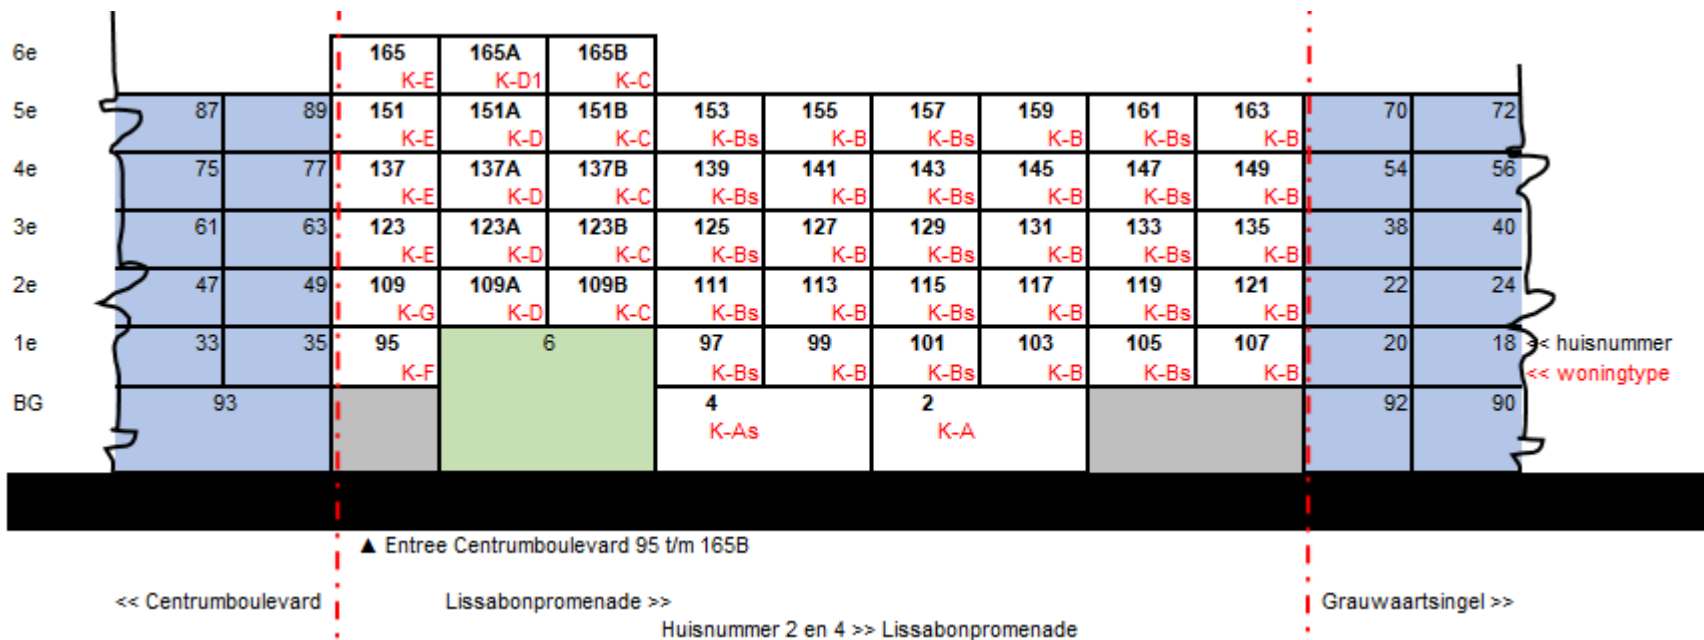 6e 165 165A 165B
K-E K-D1 K-C
5e 87 89 151 151A 151B 153 155 157 159 161 163 70 72
K-E K-D K-C K-Bs K-B K-Bs K-B K-Bs K-B
4e 75 77 137 137A 137B 139 141 143 145 147 149 54 56
K-E K-D K-C K-Bs K-B K-Bs K-B K-Bs K-B
3e 61 63 123 123A 123B 125 127 129 131 133 135 38 40
K-E K-D K-C K-Bs K-B K-Bs K-B K-Bs K-B
2e 47 49 109 109A 109B 111 113 115 117 119 121 22 24
K-G K-D K-C K-Bs K-B K-Bs K-B K-Bs K-B
1e 33 35 95 6 97 99 101 103 105 107 20 18 << huisnummer
K-F K-Bs K-B K-Bs K-B K-Bs K-B << woningtype
BG 93 4 2 92 90
K-As K-A
▲ Entree Centrumboulevard 95 t/m 165B
<< Centrumboulevard Lissabonpromenade >> Grauwaartsingel >>
Huisnummer 2 en 4 >> Lissabonpromenade